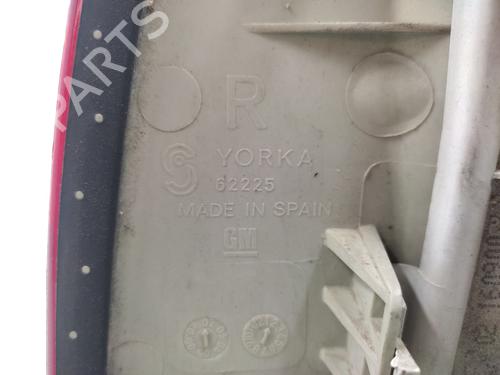 R
S YORKA
62225
MADE IN SPAIN
GM
B-PARTS